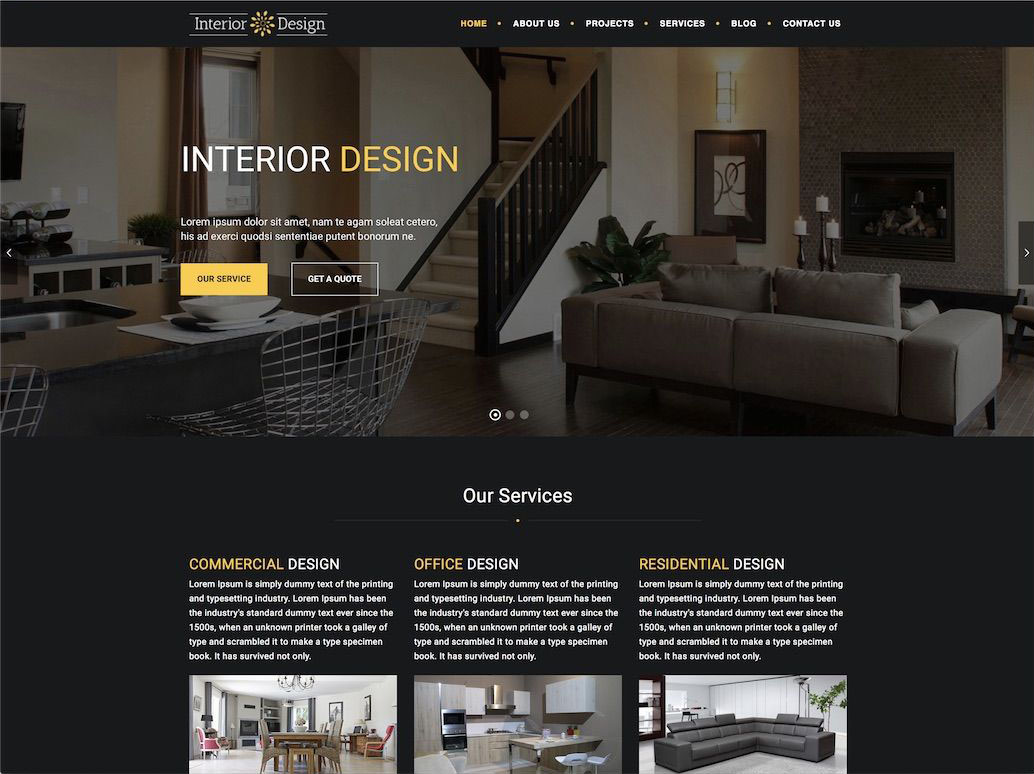 Interior Design
HOME • ABOUT US • PROJECTS • SERVICES • BLOG • CONTACT US
INTERIOR DESIGN
Lorem ipsum dolor sit amet, nam te agam soleat cetero,
his ad exerci quodsi sententiae putent bonorum ne.
OUR SERVICE
GET A QUOTE
Our Services
COMMERCIAL DESIGN
Lorem Ipsum is simply dummy text of the printing
and typesetting industry. Lorem Ipsum has been
the industry's standard dummy text ever since the
1500s, when an unknown printer took a galley of
type and scrambled it to make a type specimen
book. It has survived not only.
OFFICE DESIGN
Lorem Ipsum is simply dummy text of the printing
and typesetting industry. Lorem Ipsum has been
the industry's standard dummy text ever since the
1500s, when an unknown printer took a galley of
type and scrambled it to make a type specimen
book. It has survived not only.
RESIDENTIAL DESIGN
Lorem Ipsum is simply dummy text of the printing
and typesetting industry. Lorem Ipsum has been
the industry's standard dummy text ever since the
1500s, when an unknown printer took a galley of
type and scrambled it to make a type specimen
book. It has survived not only.